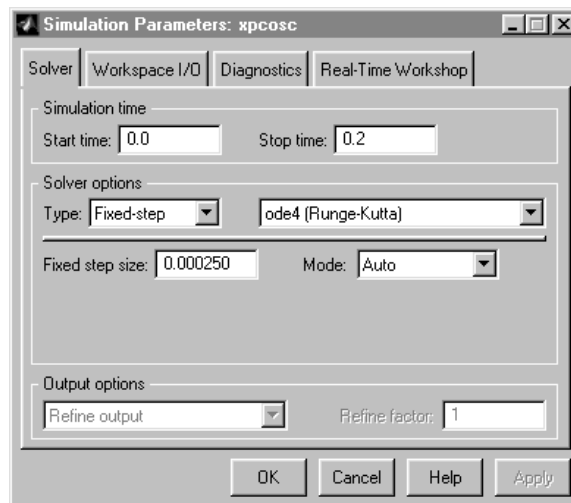 Simulation Parameters: xpcosc
Solver Workspace I/O Diagnostics Real-Time Workshop
Simulation time
Start time: 0.0 Stop time: 0.2
Solver options
Type: Fixed-step ode4 (Runge-Kutta)
Fixed step size: 0.000250 Mode: Auto
Output options
Refine output Refine factor: 1
OK Cancel Help Apply